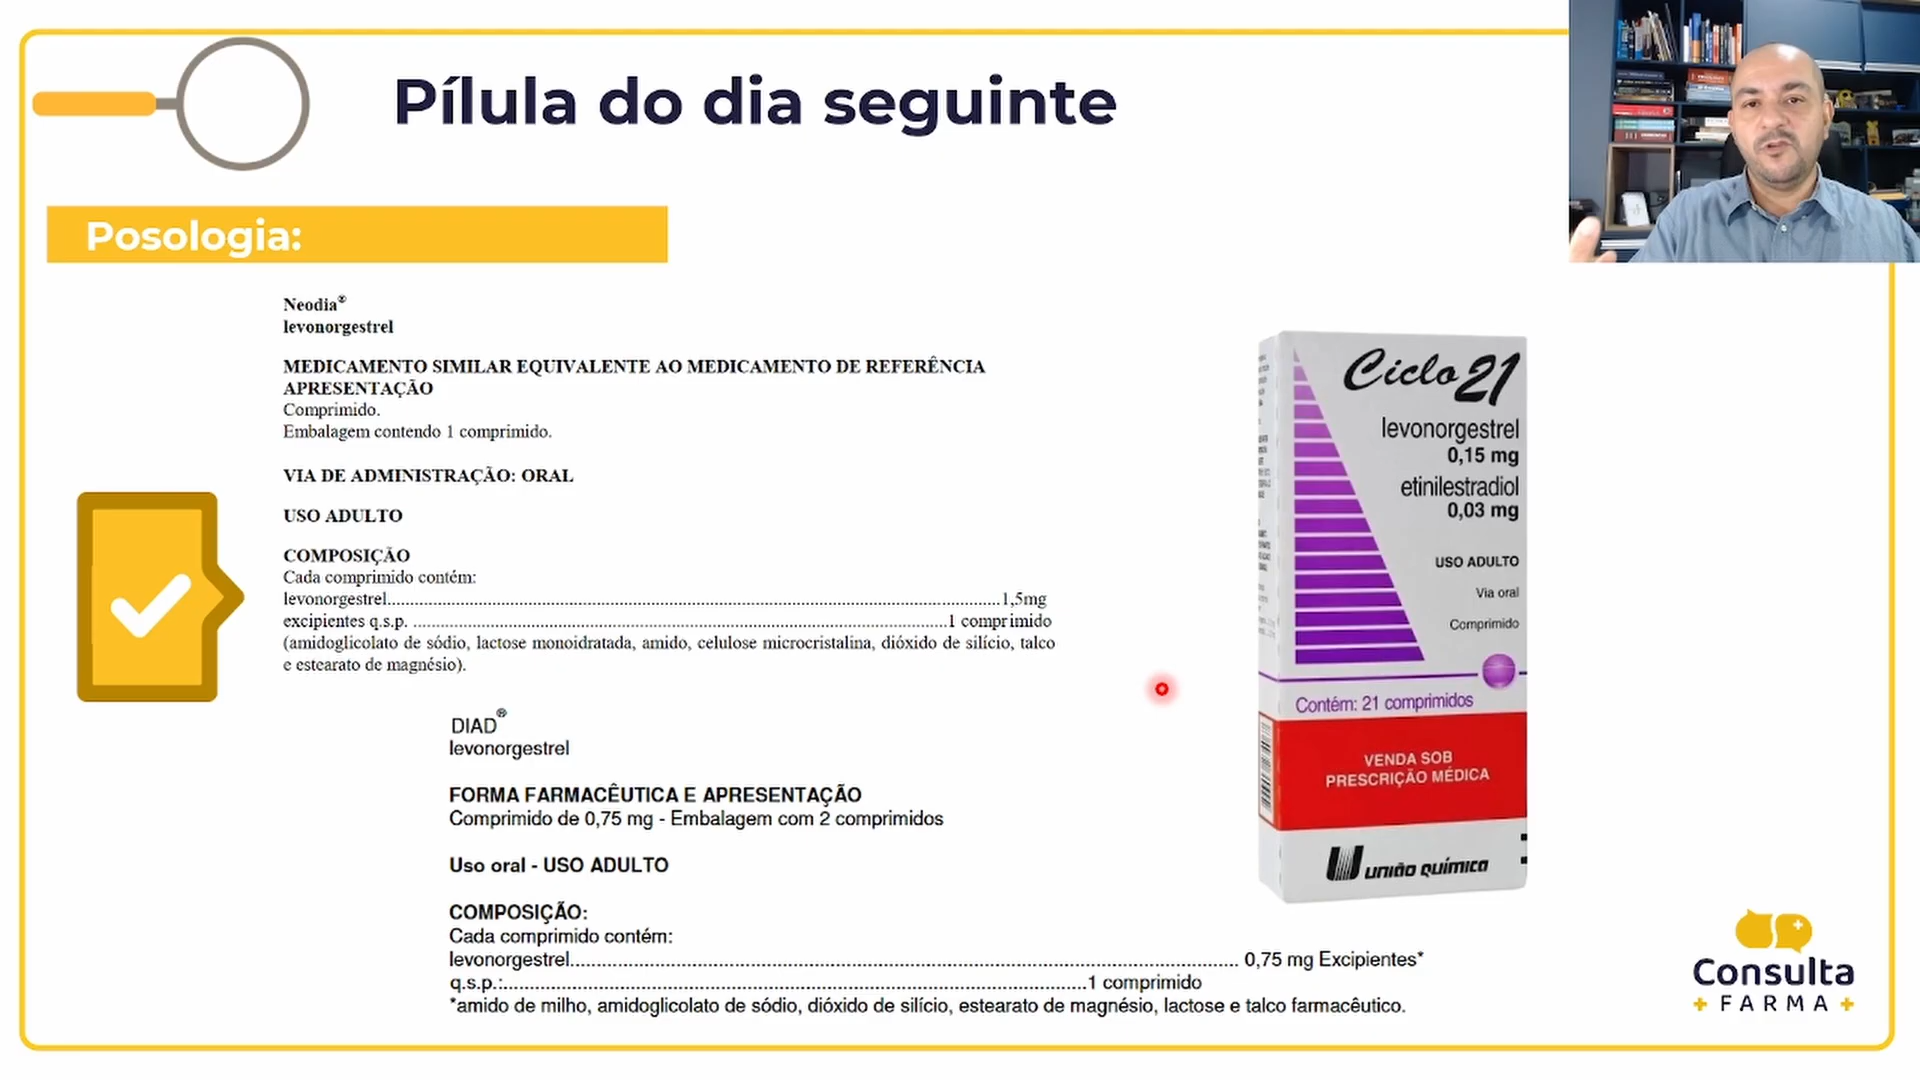 Pílula do dia seguinte
Posologia:
Neodia®
levonorgestrel
MEDICAMENTO SIMILAR EQUIVALENTE AO MEDICAMENTO DE REFERÊNCIA
APRESENTAÇÃO
Comprimido.
Embalagem contendo 1 comprimido.
VIA DE ADMINISTRAÇÃO: ORAL
USO ADULTO
COMPOSIÇÃO
Cada comprimido contém:
levonorgestrel...........................................................................................................................1,5mg
excipientes q.s.p. ...........................................................................................................1 comprimido
(amidoglicolato de sódio, lactose monoidratada, amido, celulose microcristalina, dióxido de silício, talco
e estearato de magnésio).
DIAD®
levonorgestrel
FORMA FARMACÊUTICA E APRESENTAÇÃO
Comprimido de 0,75 mg - Embalagem com 2 comprimidos
Uso oral - USO ADULTO
COMPOSIÇÃO:
Cada comprimido contém:
levonorgestrel......................................................................................................................... 0,75 mg Excipientes*
q.s.p.:.........................................................................................................1 comprimido
*amido de milho, amidoglicolato de sódio, dióxido de silício, estearato de magnésio, lactose e talco farmacêutico.
Ciclo 21
levonorgestrel
0,15 mg
etinilestradiol
0,03 mg
USO ADULTO
Via oral
Comprimido
Contém: 21 comprimidos
VENDA SOB
PRESCRIÇÃO MÉDICA
UNIÃO QUÍMICA
Consulta
FARMA